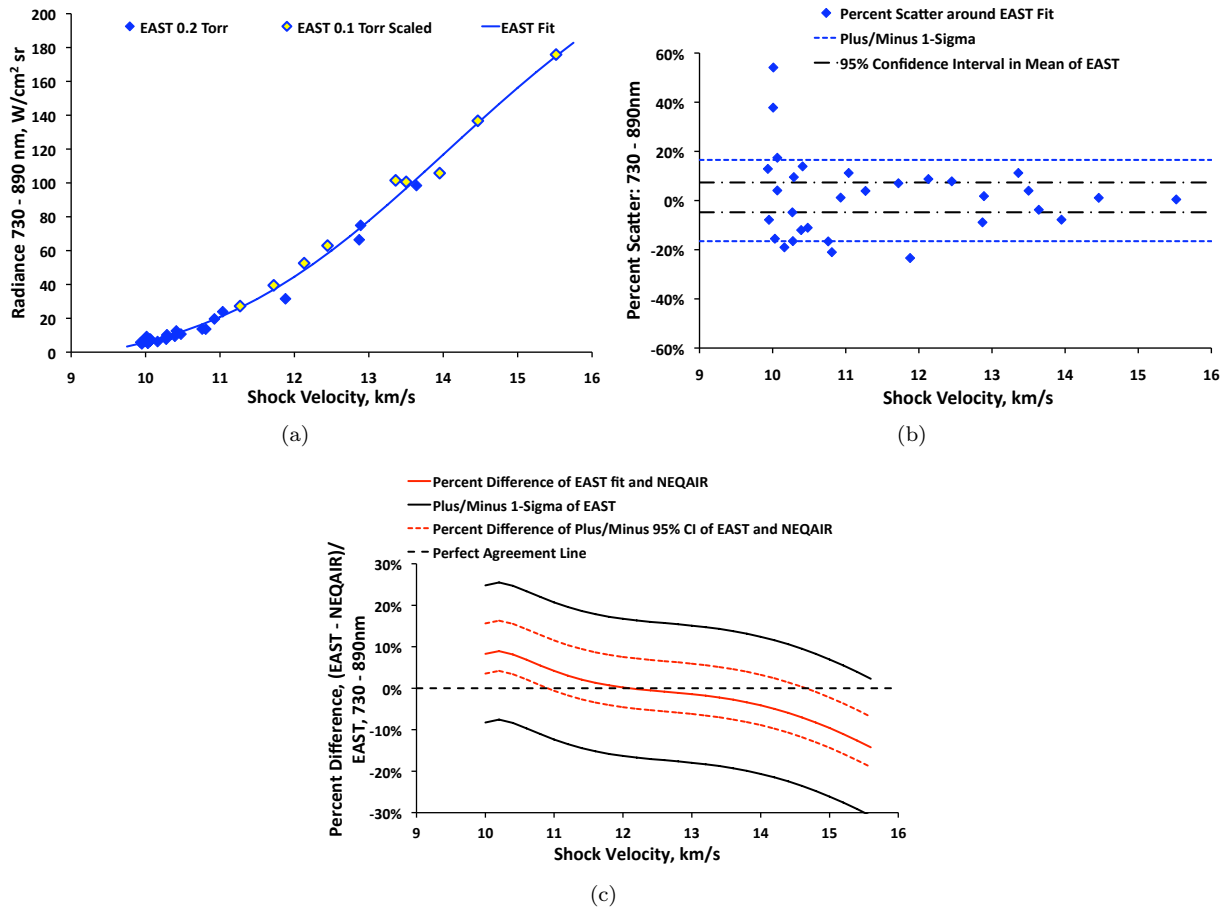 EAST 0.2 Torr
EAST 0.1 Torr Scaled
EAST Fit
Radiance 730 - 890 nm, W/cm² sr
200
180
160
140
120
100
80
60
40
20
0
9 10 11 12 13 14 15 16
Shock Velocity, km/s
(a)
Percent Scatter around EAST Fit
Plus/Minus 1-Sigma
95% Confidence Interval in Mean of EAST
Percent Scatter: 730 - 890nm
60%
40%
20%
0%
-20%
-40%
-60%
9 10 11 12 13 14 15 16
Shock Velocity, km/s
(b)
Percent Difference of EAST fit and NEQAIR
Plus/Minus 1-Sigma of EAST
Percent Difference of Plus/Minus 95% CI of EAST and NEQAIR
Perfect Agreement Line
Percent Difference, (EAST - NEQAIR)/
EAST, 730 - 890nm
30%
20%
10%
0%
-10%
-20%
-30%
9 10 11 12 13 14 15 16
Shock Velocity, km/s
(c)